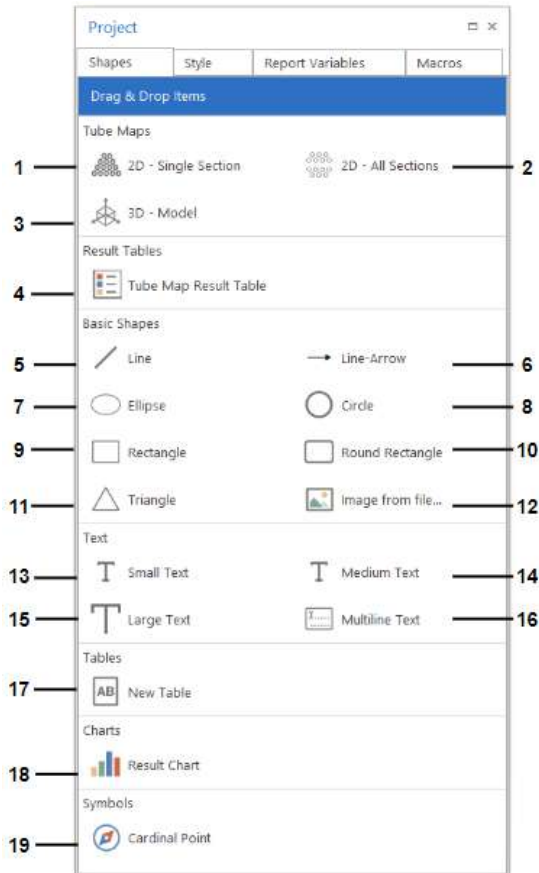 Project
Shapes Style Report Variables Macros
Drag & Drop Items
Tube Maps
1 2D - Single Section 2D - All Sections 2
3 3D - Model
Result Tables
4 Tube Map Result Table
Basic Shapes
5 Line Line-Arrow 6
7 Ellipse Circle 8
9 Rectangle Round Rectangle 10
11 Triangle Image from file... 12
Text
13 T Small Text T Medium Text 14
15 T Large Text Multiline Text 16
Tables
17 AB New Table
Charts
18 Result Chart
Symbols
19 Cardinal Point